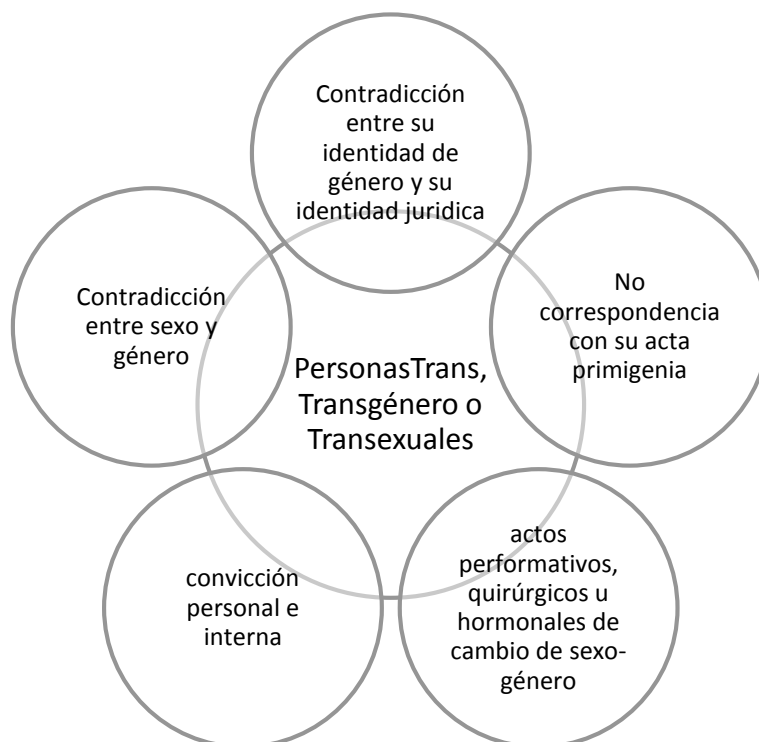 Contradicción
entre su
identidad de
género y su
identidad juridica
No
correspondencia
con su acta
primigenia
Contradicción
entre sexo y
género
PersonasTrans,
Transgénero o
Transexuales
actos
performativos,
quirúrgicos u
hormonales de
cambio de sexo-
género
convicción
personal e
interna